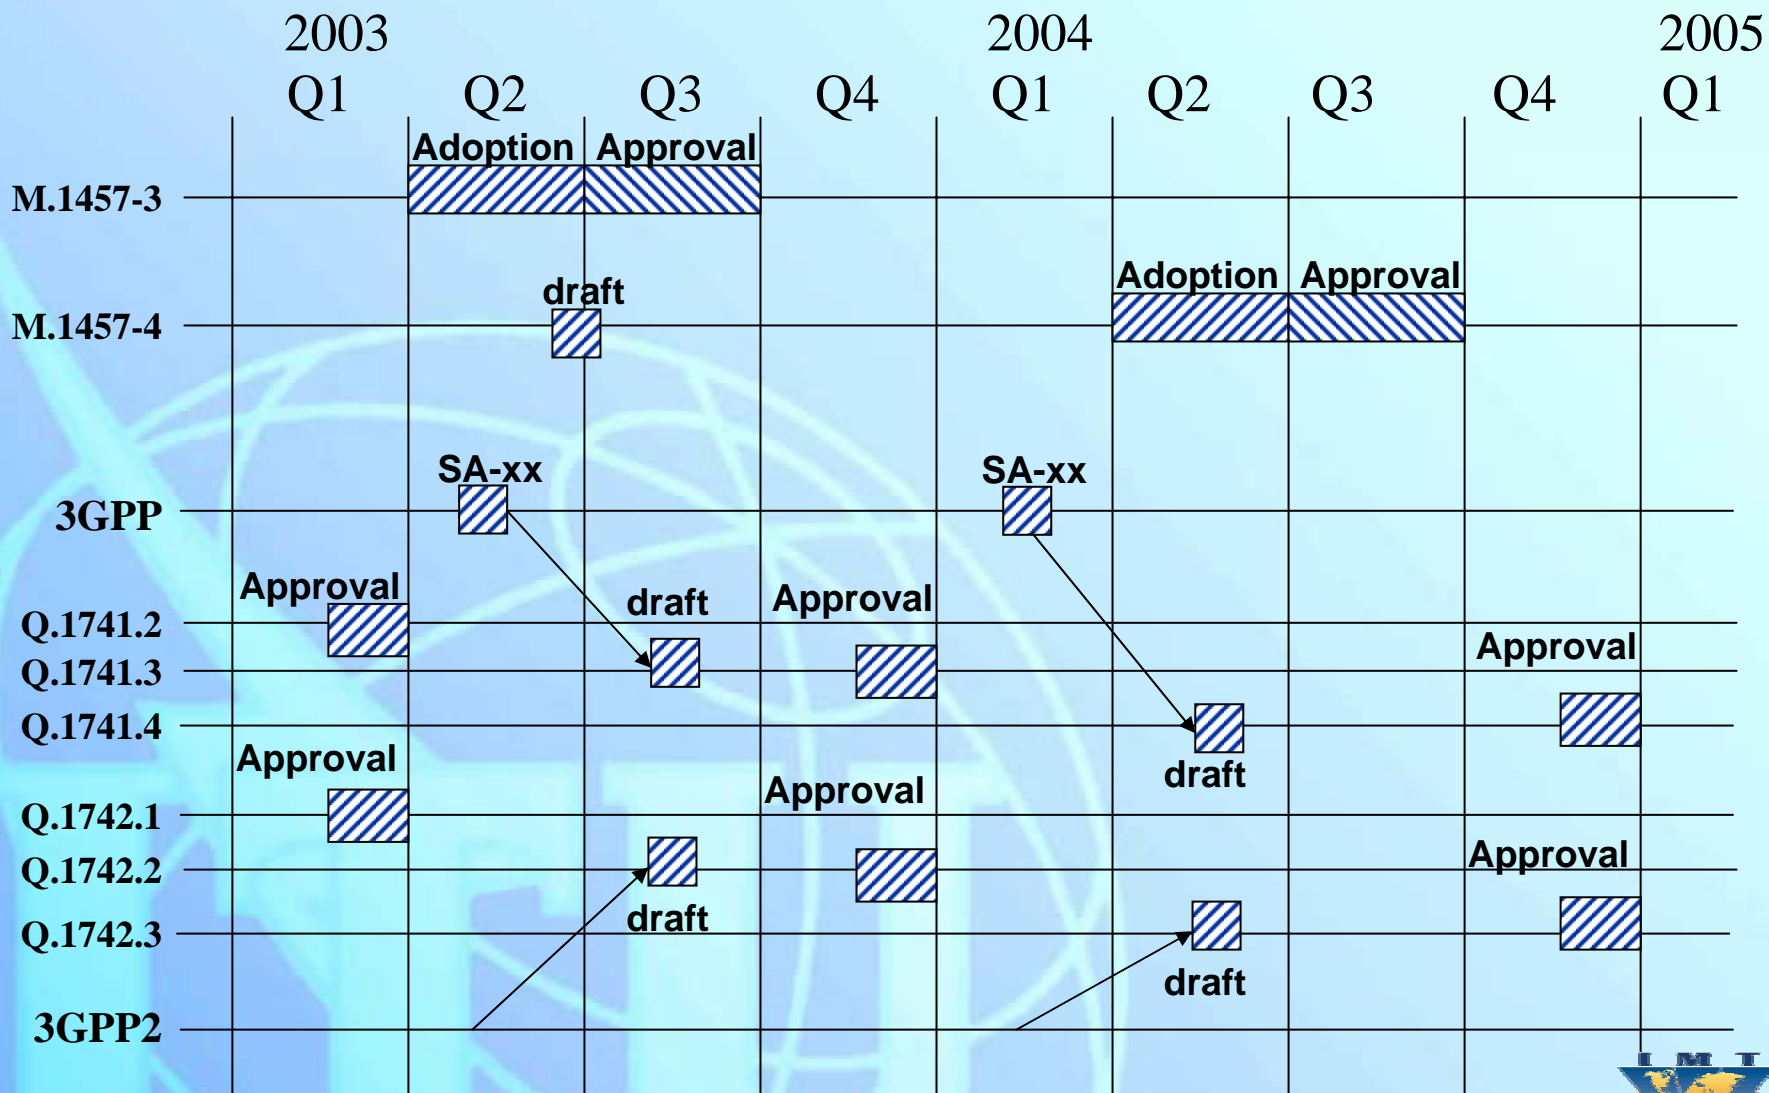 2003 2004 2005
Q1 Q2 Q3 Q4 Q1 Q2 Q3 Q4 Q1
Adoption Approval
M.1457-3
draft Adoption Approval
M.1457-4
SA-xx SA-xx
3GPP
Approval draft Approval
Q.1741.2
Approval
Q.1741.3
Q.1741.4
Approval draft
Approval
Q.1742.1
Approval
Q.1742.2
draft
Q.1742.3
draft
3GPP2
ITU
I M T